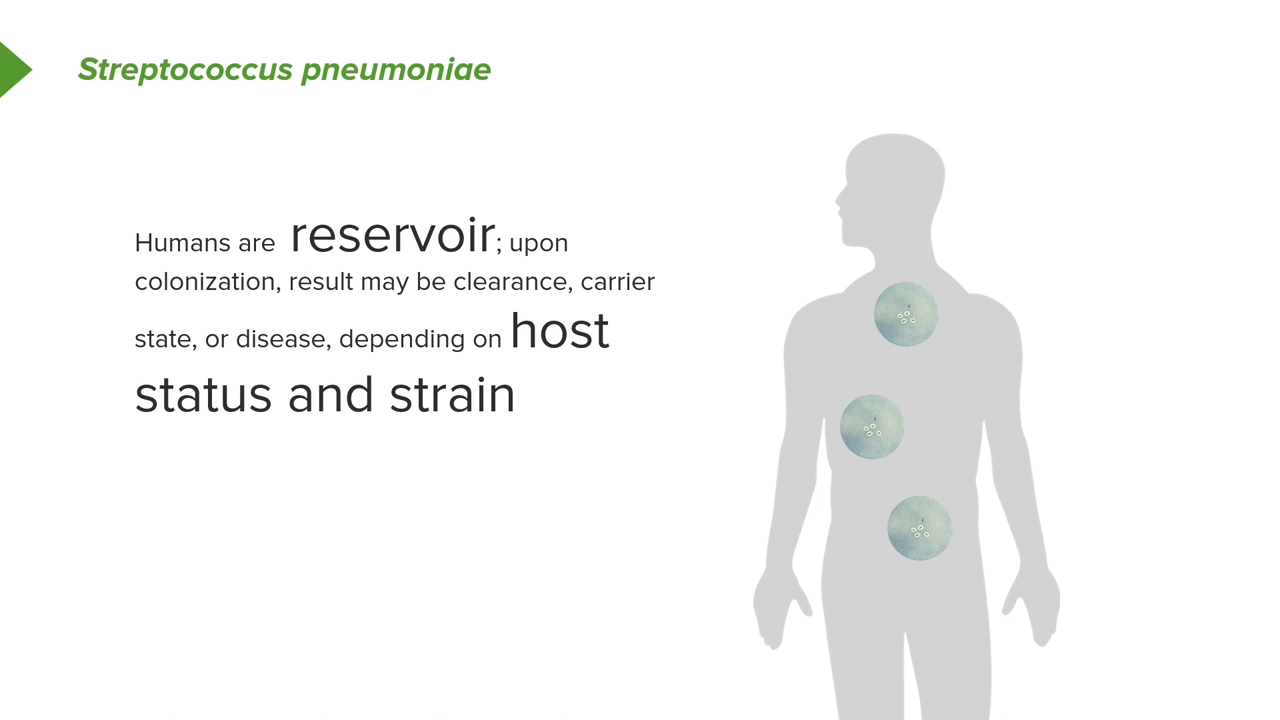 Streptococcus pneumoniae
Humans are reservoir; upon
colonization, result may be clearance, carrier
state, or disease, depending on host
status and strain